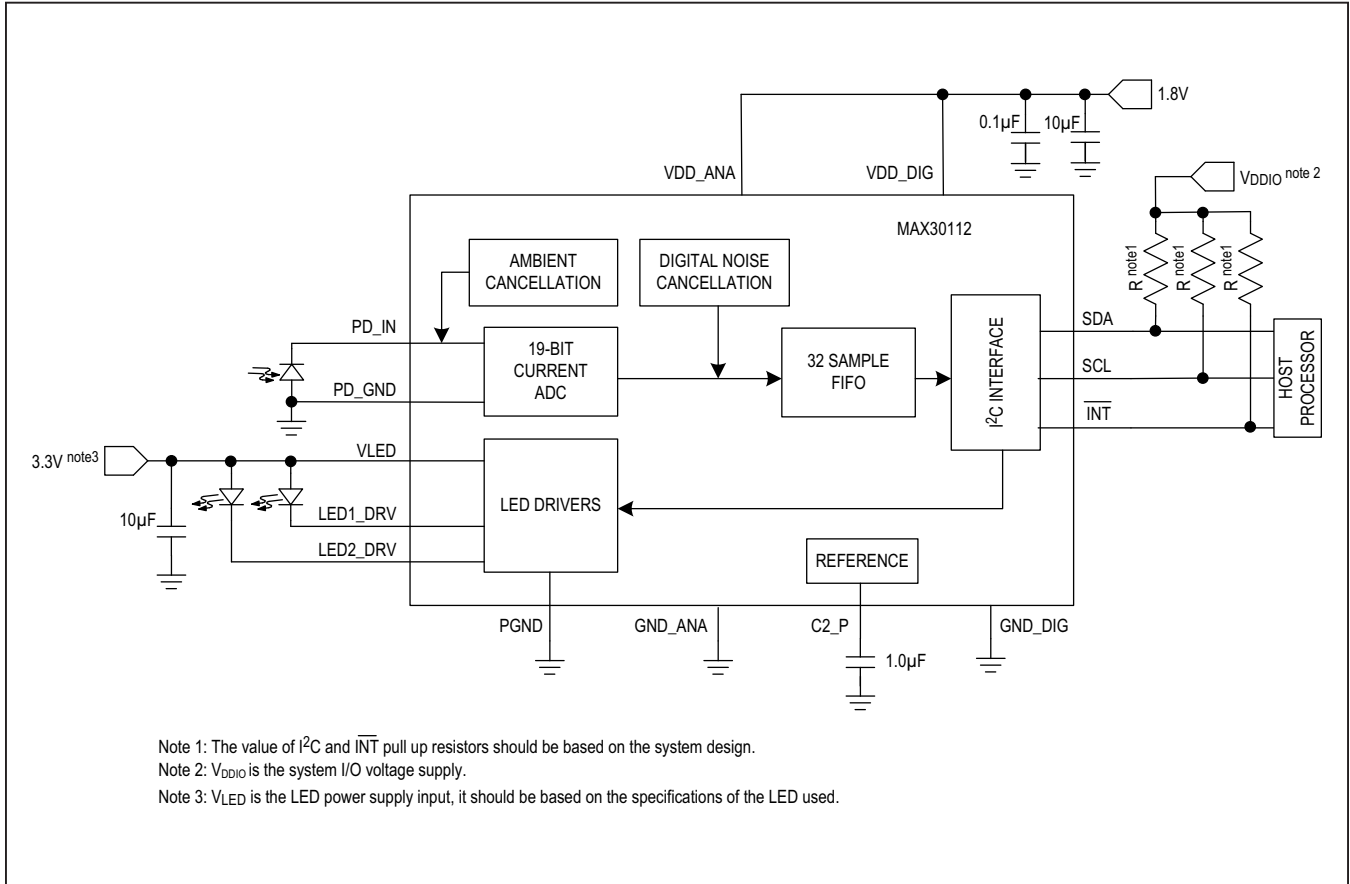 1.8V
0.1µF
10µF
VDD_ANA
VDD_DIG
VDDIO note 2
MAX30112
AMBIENT
CANCELLATION
DIGITAL NOISE
CANCELLATION
R note1
R note1
R note1
PD_IN
19-BIT
CURRENT
ADC
32 SAMPLE
FIFO
I2C INTERFACE
SDA
SCL
INT
HOST
PROCESSOR
PD_GND
3.3V note3
VLED
LED DRIVERS
10µF
LED1_DRV
LED2_DRV
REFERENCE
PGND
GND_ANA
C2_P
GND_DIG
1.0µF
Note 1: The value of I2C and INT pull up resistors should be based on the system design.
Note 2: VDDIO is the system I/O voltage supply.
Note 3: VLED is the LED power supply input, it should be based on the specifications of the LED used.